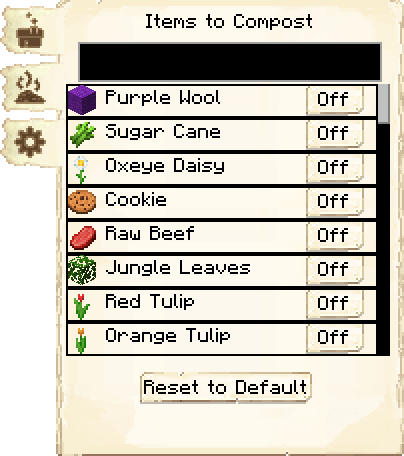 Items to Compost
Purple Wool Off
Sugar Cane Off
Oxeye Daisy Off
Cookie Off
Raw Beef Off
Jungle Leaves Off
Red Tulip Off
Orange Tulip Off
Reset to Default